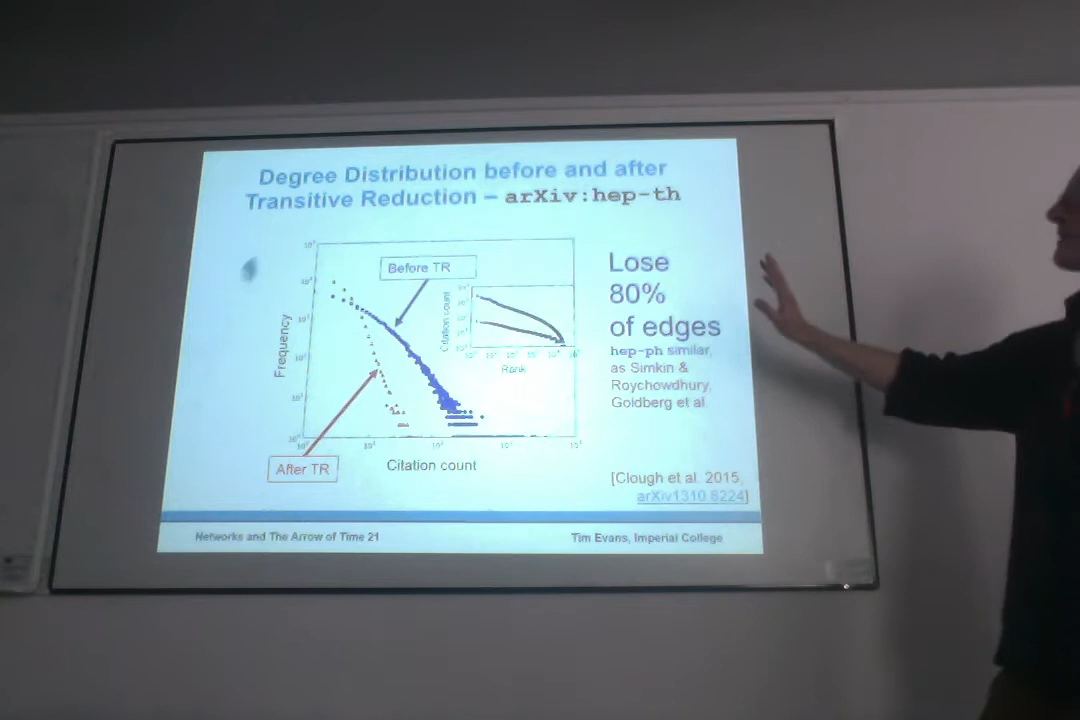 Degree Distribution before and after
Transitive Reduction – arXiv:hep-th
Before TR
Frequency
Citation count
Rank
After TR
Citation count
Lose
80%
of edges
hep-ph similar,
as Simkin &
Roychowdhury,
Goldberg et al
[Clough et al. 2015,
arXiv1310.8224]
Networks and The Arrow of Time 21
Tim Evans, Imperial College